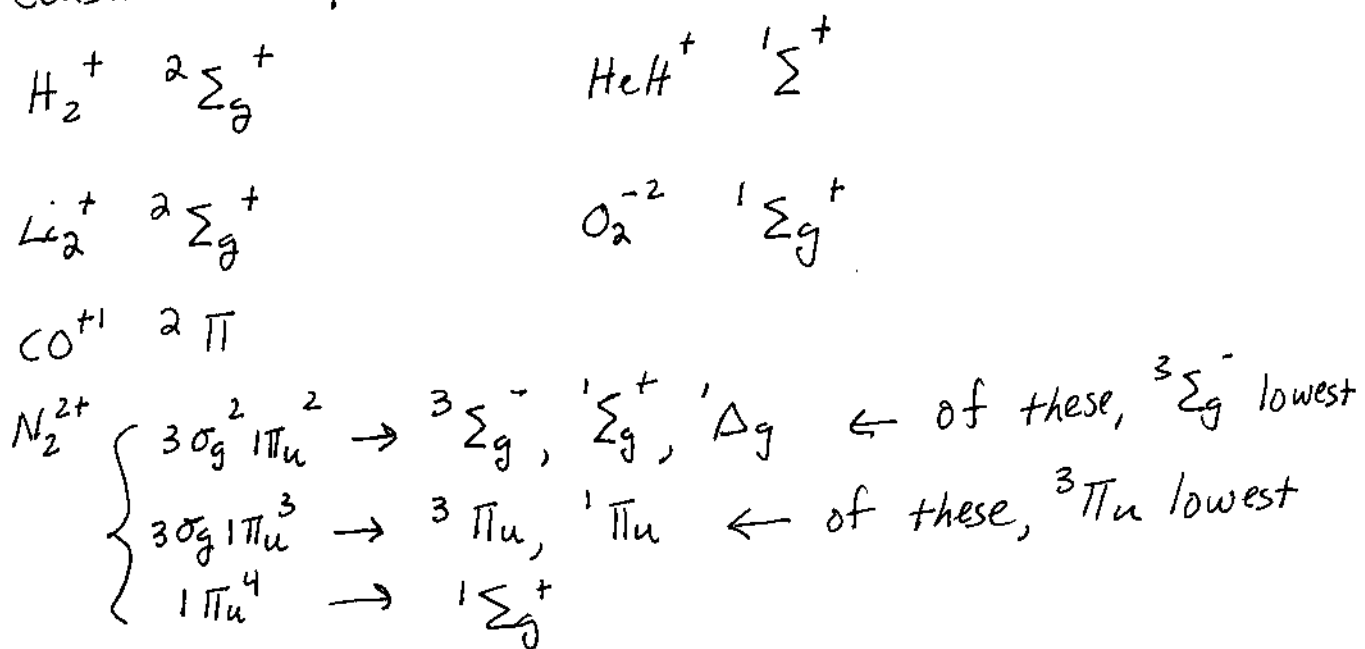 H₂⁺ ²Σg⁺ HeH⁺ ¹Σ⁺
Li₂⁺ ²Σg⁺ O₂⁻² ¹Σg⁺
CO⁺¹ ²Π
N₂²⁺ { 3σg² 1πu² → ³Σg⁻, ¹Σg⁺, ¹Δg ← of these, ³Σg⁻ lowest
3σg 1πu³ → ³Πu, ¹Πu ← of these, ³Πu lowest
1πu⁴ → ¹Σg⁺